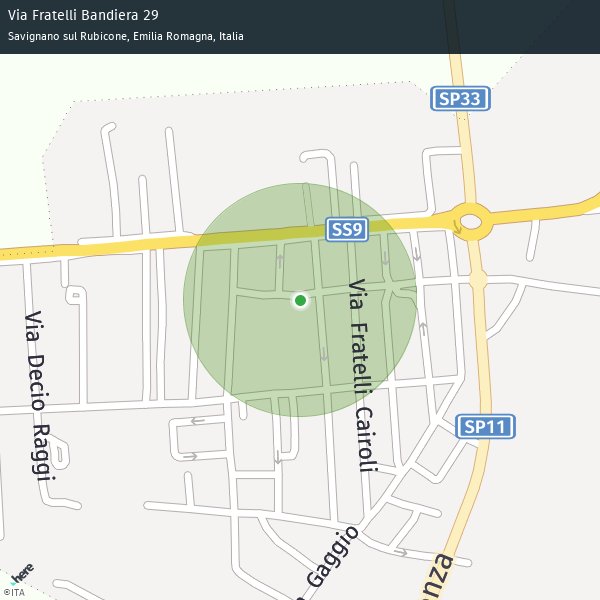 Via Fratelli Bandiera 29
Savignano sul Rubicone, Emilia Romagna, Italia
SP33
SS9
Via Fratelli Cairoli
Via Decio Raggi
SP11
Gaggio
enza
here
©ITA